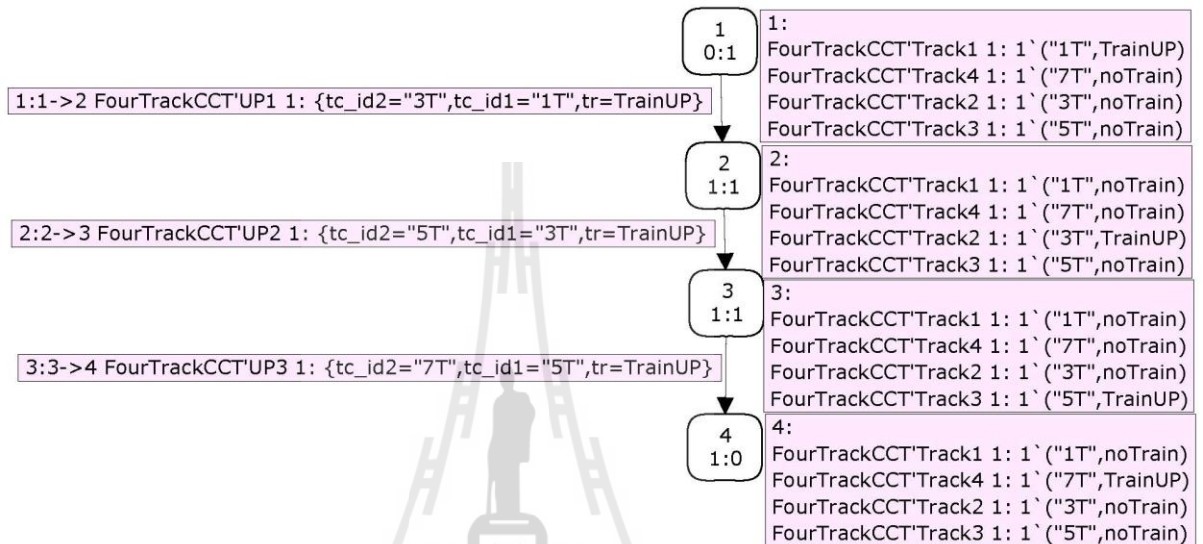 1
0:1
1:
FourTrackCCT'Track1 1: 1`("1T",TrainUP)
FourTrackCCT'Track4 1: 1`("7T",noTrain)
FourTrackCCT'Track2 1: 1`("3T",noTrain)
FourTrackCCT'Track3 1: 1`("5T",noTrain)
1:1->2 FourTrackCCT'UP1 1: {tc_id2="3T",tc_id1="1T",tr=TrainUP}
2
1:1
2:
FourTrackCCT'Track1 1: 1`("1T",noTrain)
FourTrackCCT'Track4 1: 1`("7T",noTrain)
FourTrackCCT'Track2 1: 1`("3T",TrainUP)
FourTrackCCT'Track3 1: 1`("5T",noTrain)
2:2->3 FourTrackCCT'UP2 1: {tc_id2="5T",tc_id1="3T",tr=TrainUP}
3
1:1
3:
FourTrackCCT'Track1 1: 1`("1T",noTrain)
FourTrackCCT'Track4 1: 1`("7T",noTrain)
FourTrackCCT'Track2 1: 1`("3T",noTrain)
FourTrackCCT'Track3 1: 1`("5T",TrainUP)
3:3->4 FourTrackCCT'UP3 1: {tc_id2="7T",tc_id1="5T",tr=TrainUP}
4
1:0
4:
FourTrackCCT'Track1 1: 1`("1T",noTrain)
FourTrackCCT'Track4 1: 1`("7T",TrainUP)
FourTrackCCT'Track2 1: 1`("3T",noTrain)
FourTrackCCT'Track3 1: 1`("5T",noTrain)